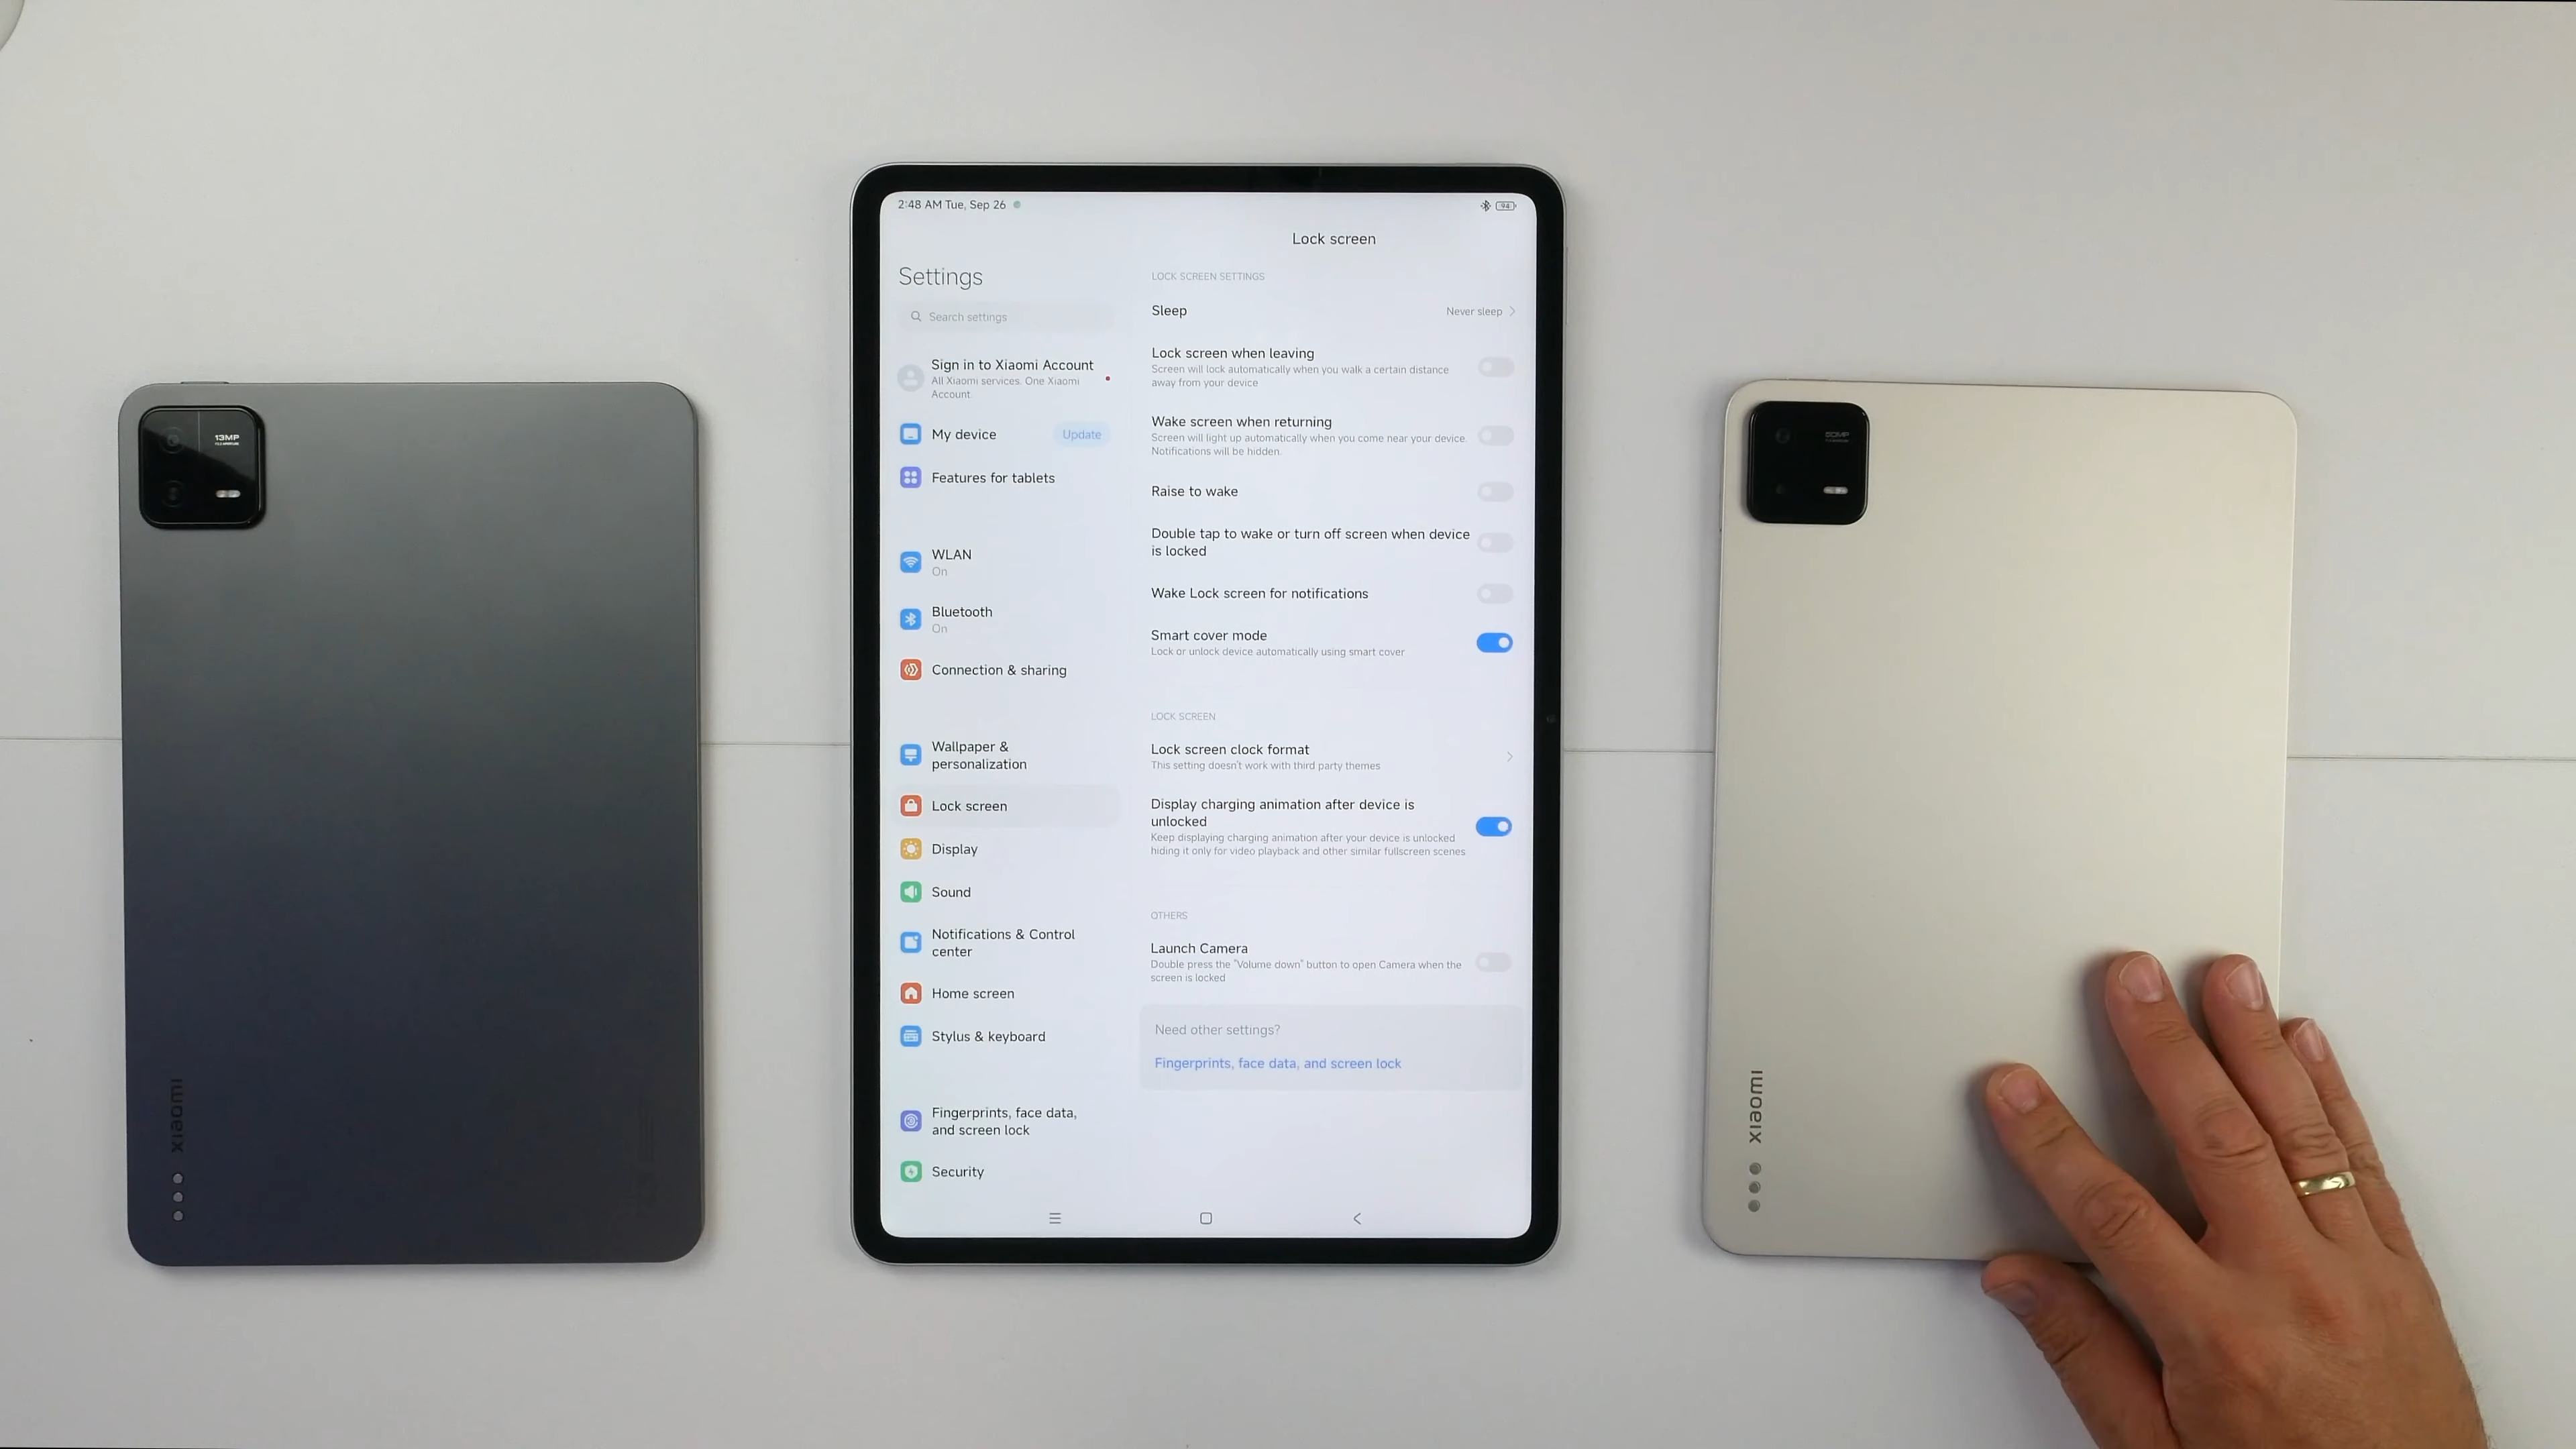 13MP
xiaomi
2:48 AM Tue, Sep 26
94
Settings
Search settings
Sign in to Xiaomi Account
All Xiaomi services. One Xiaomi
Account.
My device
Update
Features for tablets
WLAN
On
Bluetooth
On
Connection & sharing
Wallpaper &
personalization
Lock screen
Display
Sound
Notifications & Control
center
Home screen
Stylus & keyboard
Fingerprints, face data,
and screen lock
Security
Lock screen
LOCK SCREEN SETTINGS
Sleep
Never sleep
Lock screen when leaving
Screen will lock automatically when you walk a certain distance
away from your device
Wake screen when returning
Screen will light up automatically when you come near your device.
Notifications will be hidden.
Raise to wake
Double tap to wake or turn off screen when device
is locked
Wake Lock screen for notifications
Smart cover mode
Lock or unlock device automatically using smart cover
LOCK SCREEN
Lock screen clock format
This setting doesn't work with third party themes
Display charging animation after device is
unlocked
Keep displaying charging animation after your device is unlocked
hiding it only for video playback and other similar fullscreen scenes
OTHERS
Launch Camera
Double press the "Volume down" button to open Camera when the
screen is locked
Need other settings?
Fingerprints, face data, and screen lock
50MP
xiaomi